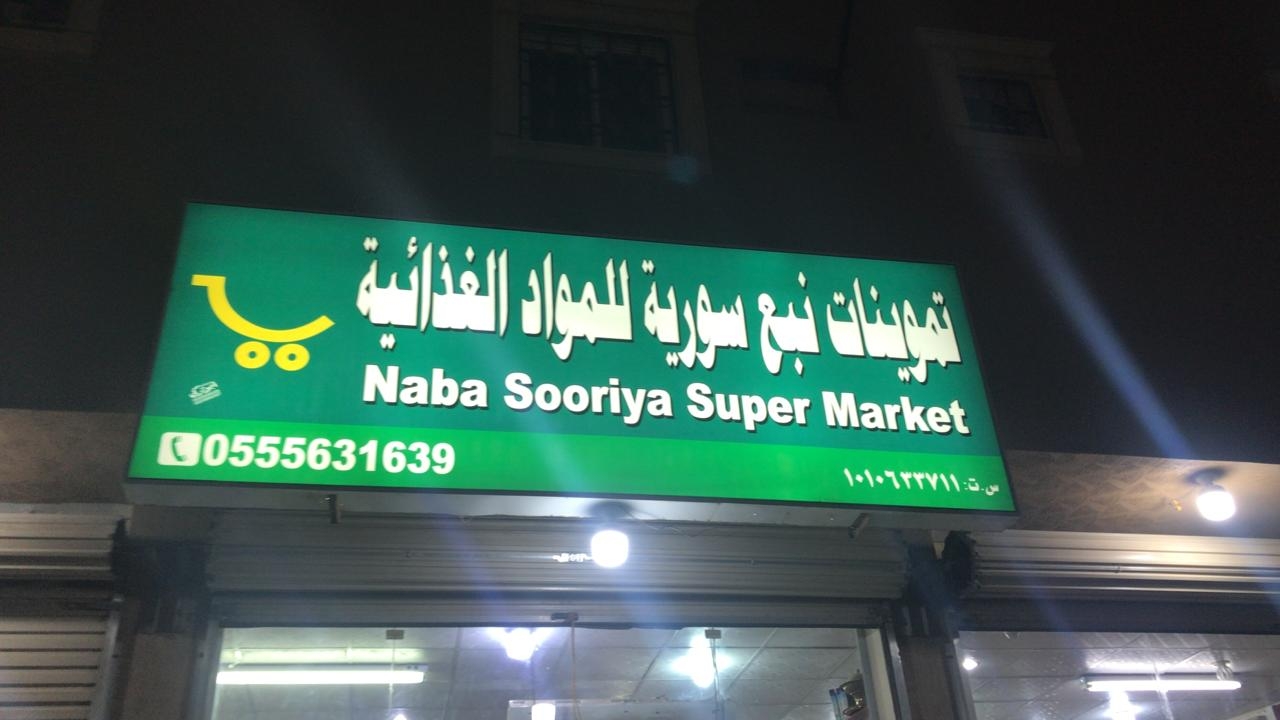 تموينات نبع سورية للمواد الغذائية
Naba Sooriya Super Market
0555631639
س.ت: ١٠١٠٦٣٣٧١١